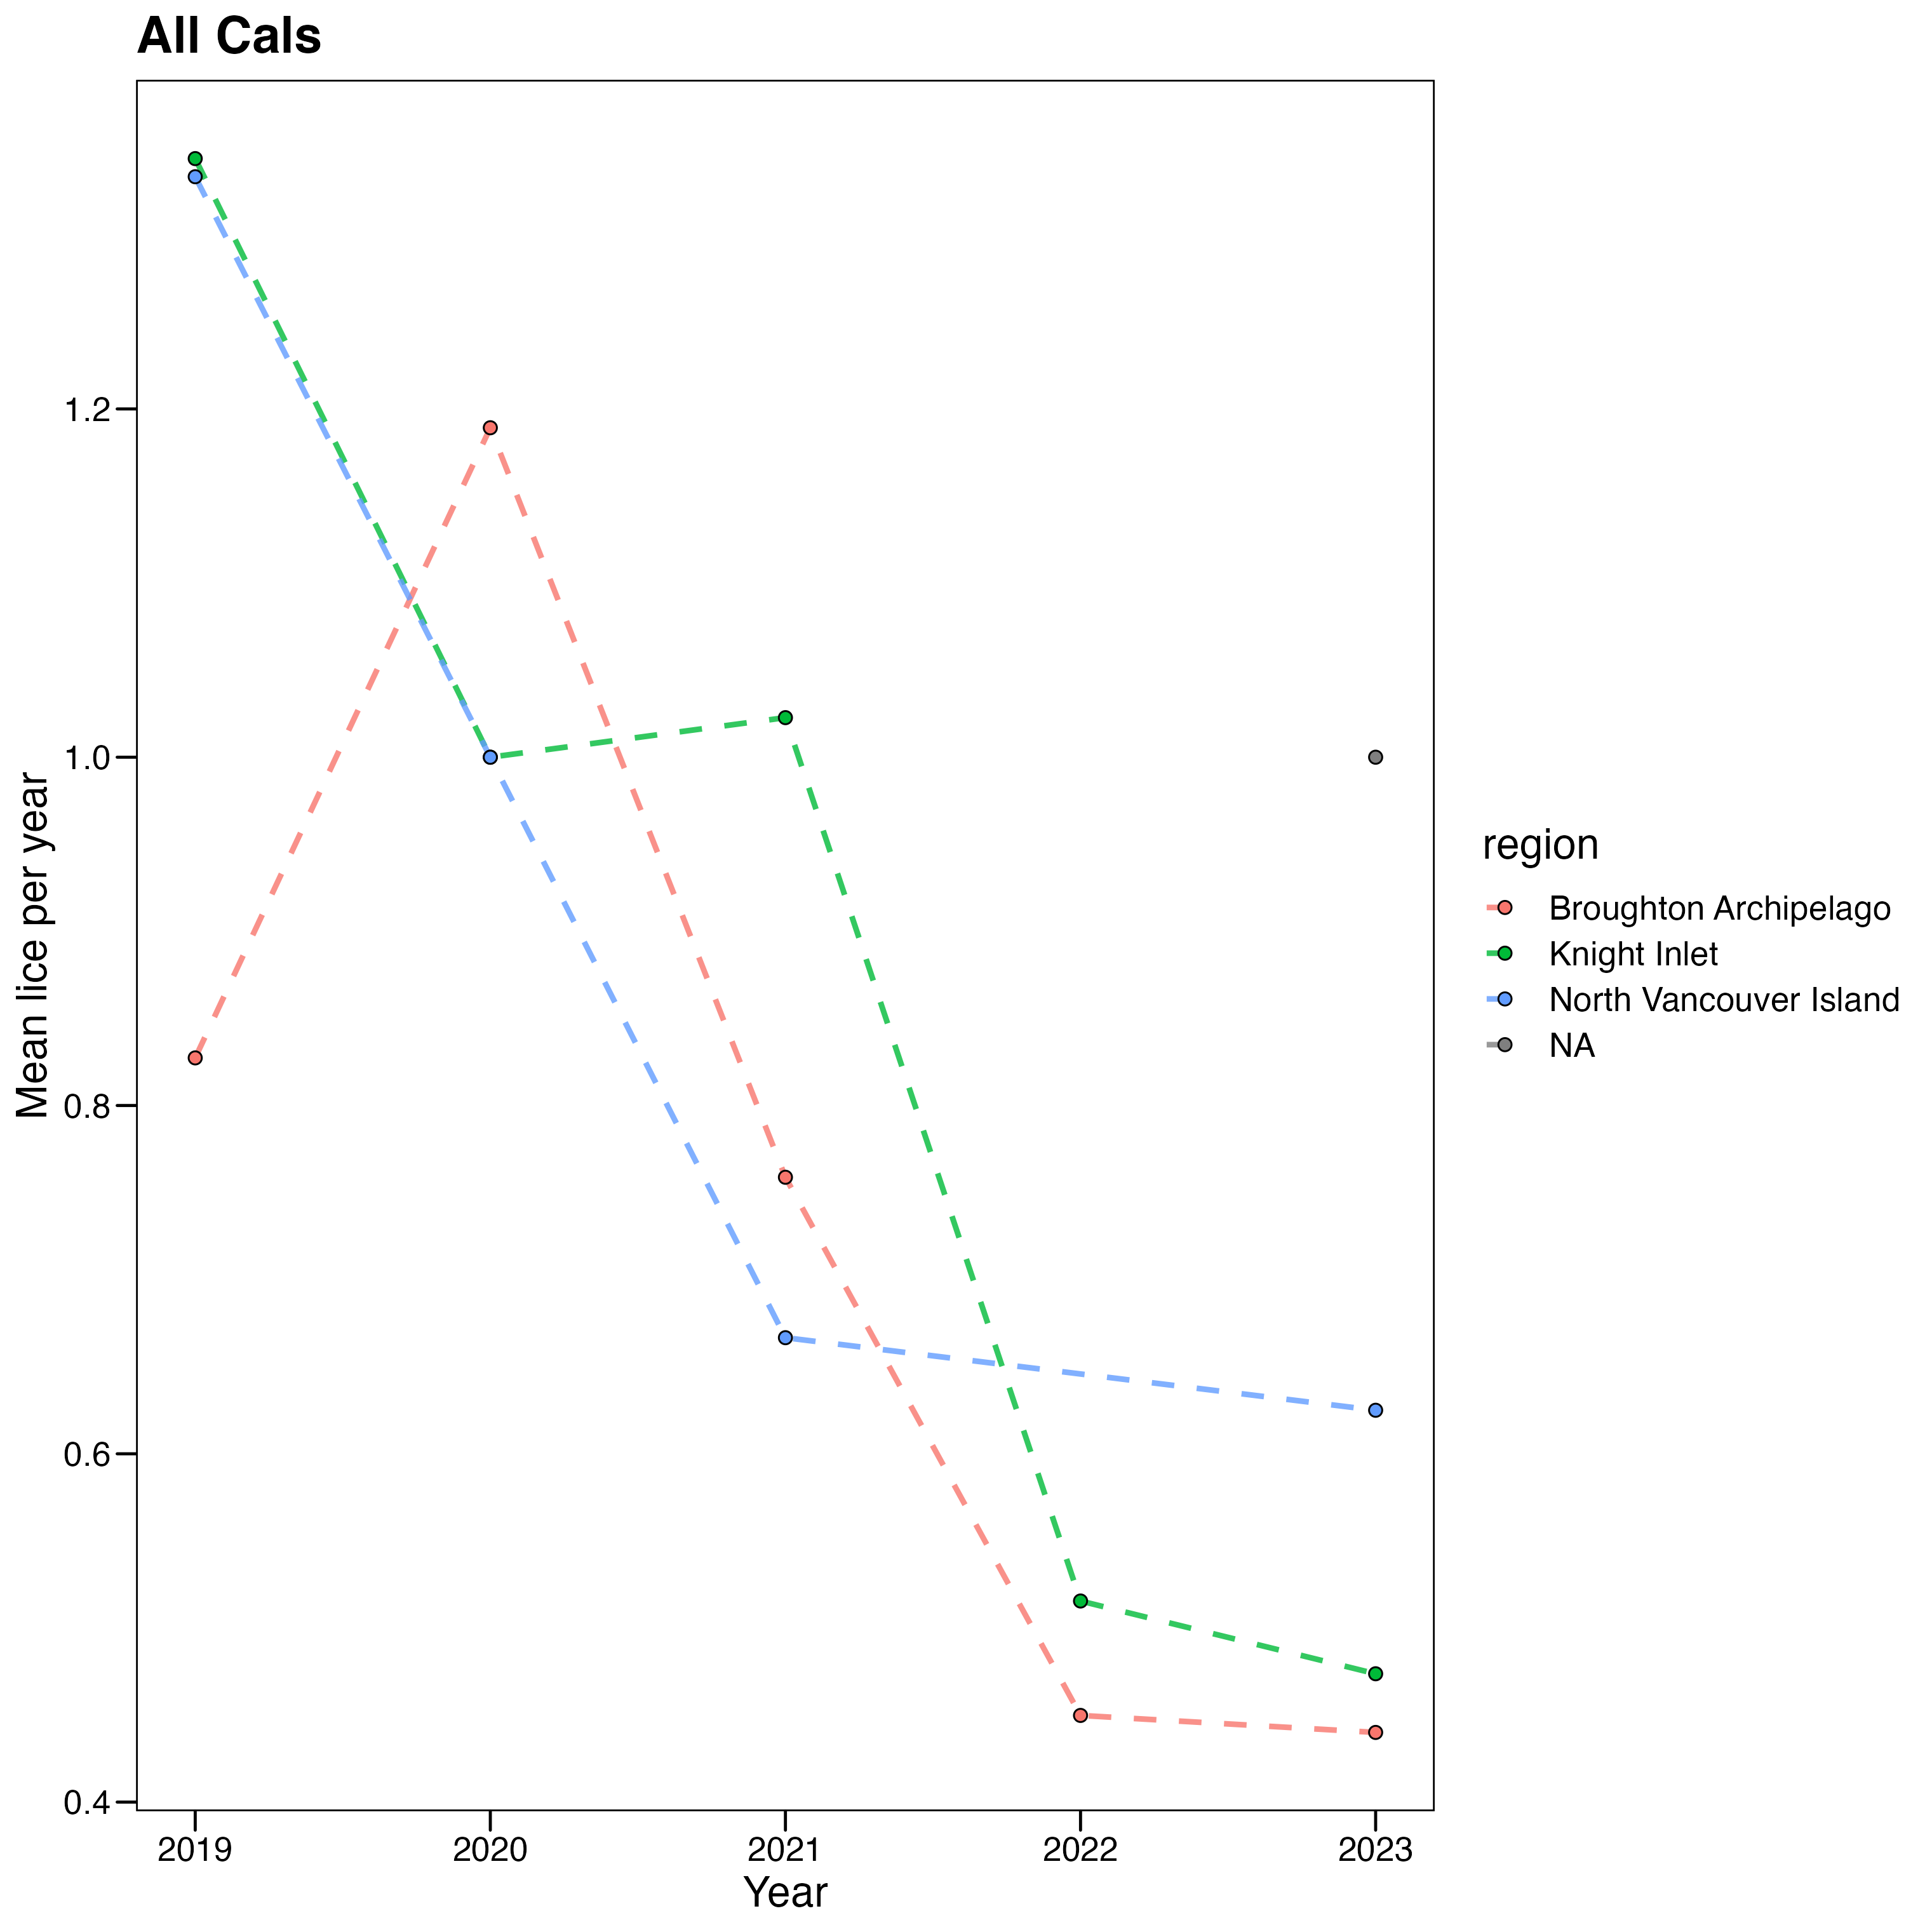 All Cals
Mean lice per year
1.2
1.0
0.8
0.6
0.4
2019 2020 2021 2022 2023
Year
region
Broughton Archipelago
Knight Inlet
North Vancouver Island
NA